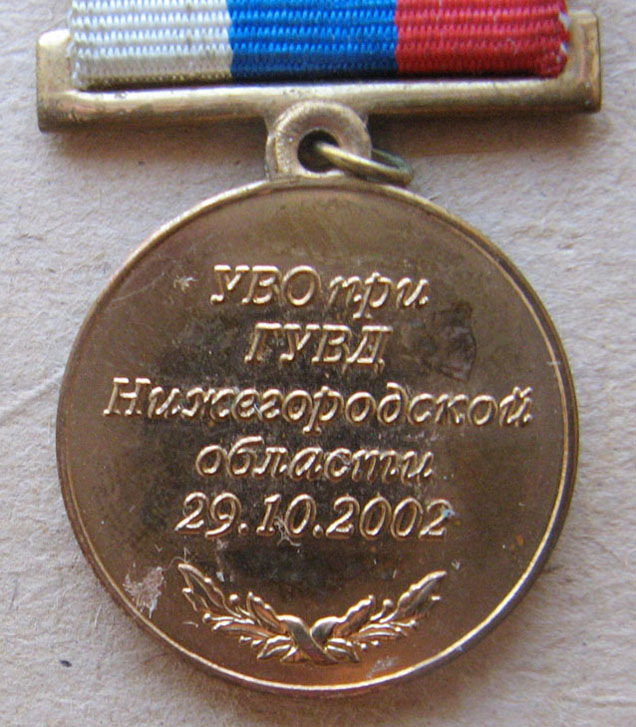 УВО при
ГУВД
Нижегородской
области
29.10.2002